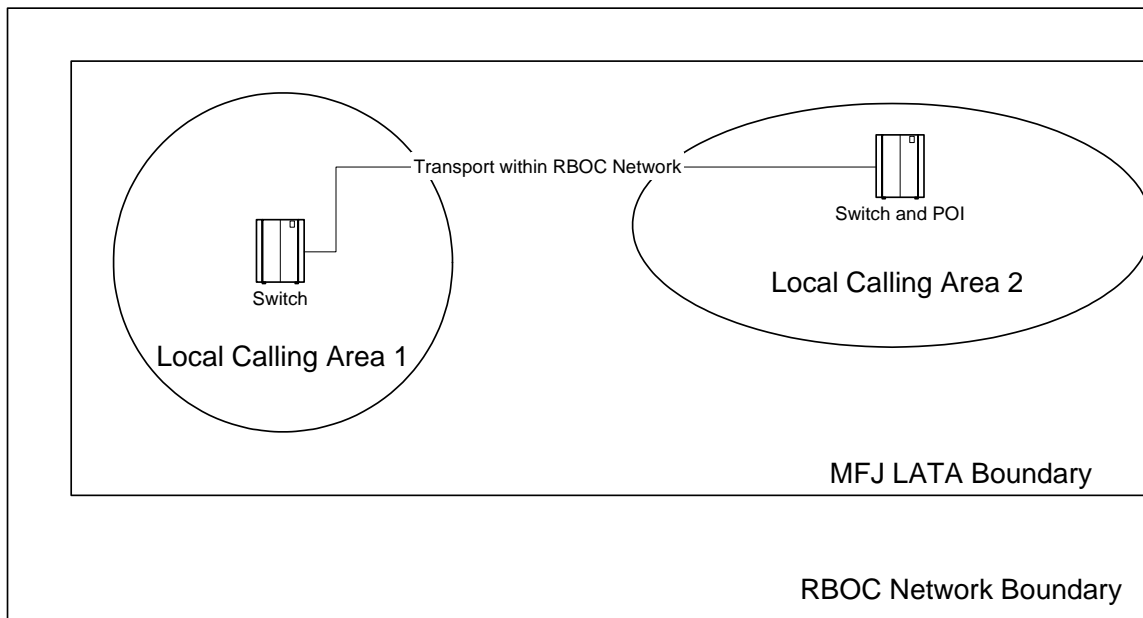 Transport within RBOC Network
Switch and POI
Switch
Local Calling Area 2
Local Calling Area 1
MFJ LATA Boundary
RBOC Network Boundary